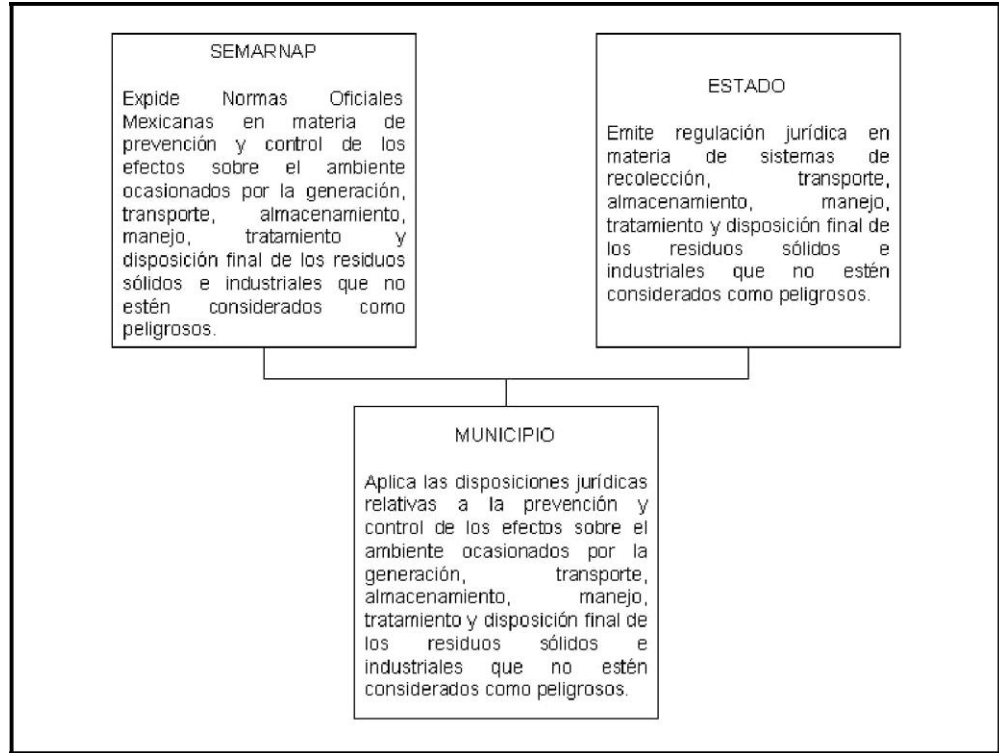 SEMARNAP
Expide Normas Oficiales
Mexicanas en materia de
prevención y control de los
efectos sobre el ambiente
ocasionados por la generación,
transporte, almacenamiento,
manejo, tratamiento y
disposición final de los residuos
sólidos e industriales que no
estén considerados como
peligrosos.
ESTADO
Emite regulación jurídica en
materia de sistemas de
recolección, transporte,
almacenamiento, manejo,
tratamiento y disposición final de
los residuos sólidos e
industriales que no estén
considerados como peligrosos.
MUNICIPIO
Aplica las disposiciones jurídicas
relativas a la prevención y
control de los efectos sobre el
ambiente ocasionados por la
generación, transporte,
almacenamiento, manejo,
tratamiento y disposición final de
los residuos sólidos e
industriales que no estén
considerados como peligrosos.